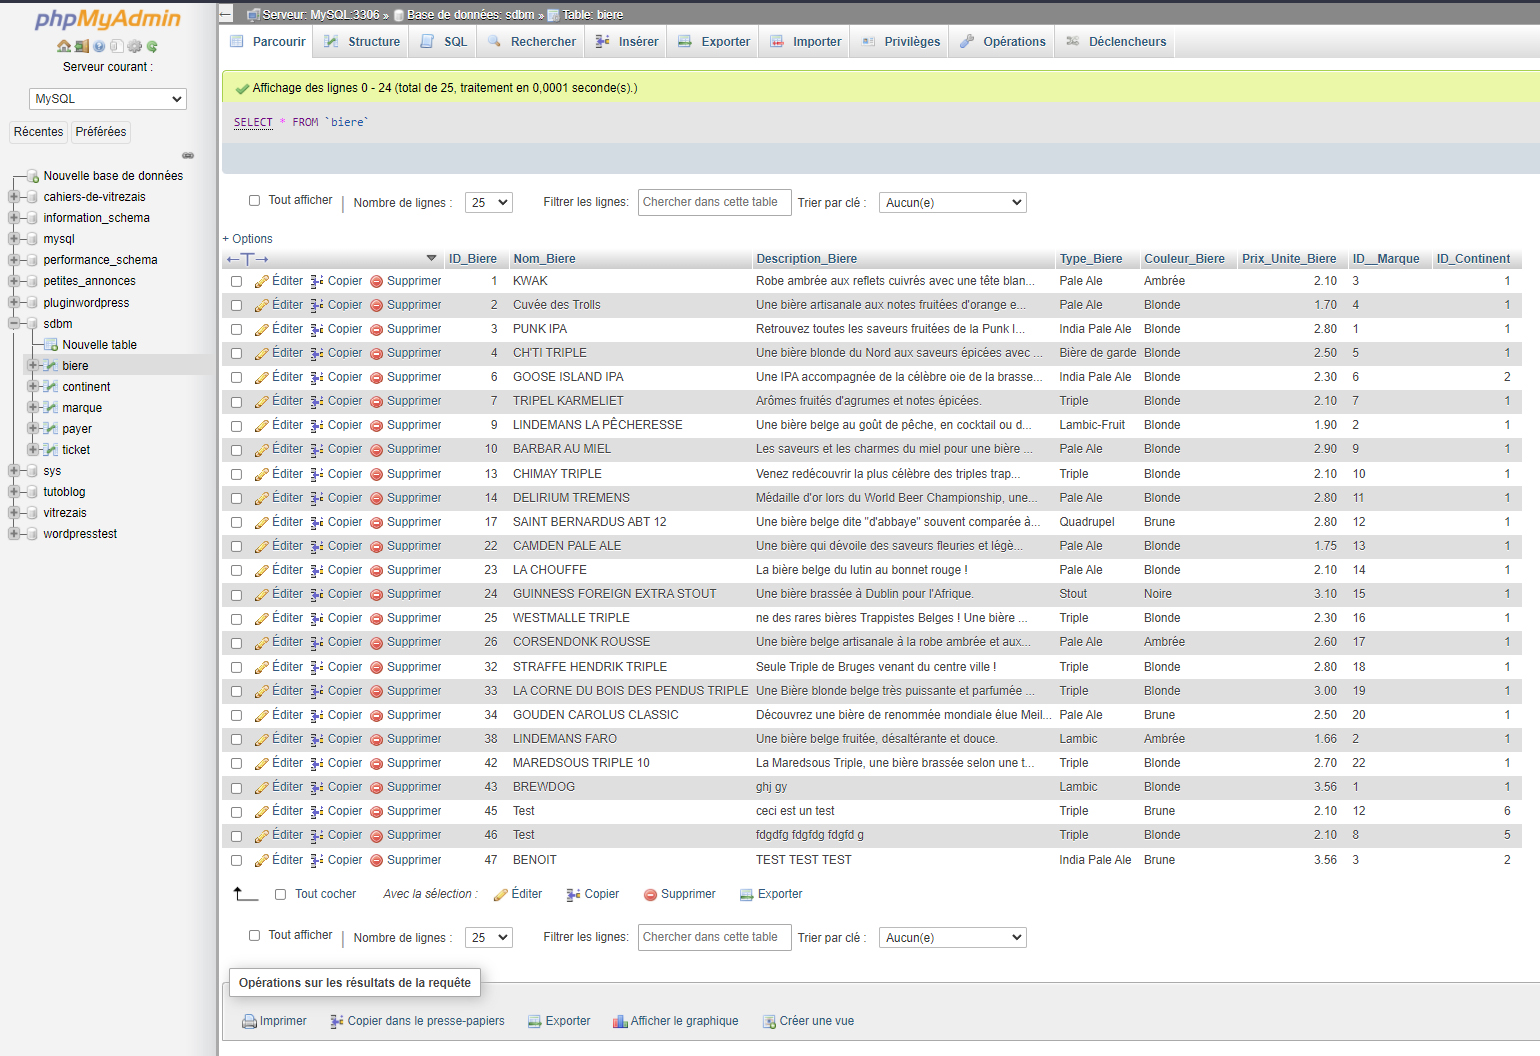 phpMyAdmin
Serveur courant :
MySQL
Récentes Préférées
Nouvelle base de données
cahiers-de-vitrezais
information_schema
mysql
performance_schema
petites_annonces
pluginwordpress
sdbm
Nouvelle table
biere
continent
marque
payer
ticket
sys
tutoblog
vitrezais
wordpresstest
Serveur: MySQL:3306 » Base de données: sdbm » Table: biere
Parcourir Structure SQL Rechercher Insérer Exporter Importer Privilèges Opérations Déclencheurs
Affichage des lignes 0 - 24 (total de 25, traitement en 0,0001 seconde(s).)
SELECT * FROM `biere`
Tout afficher | Nombre de lignes : 25 Filtrer les lignes: Chercher dans cette table Trier par clé : Aucun(e)
+ Options
←T→ ID_Biere Nom_Biere Description_Biere Type_Biere Couleur_Biere Prix_Unite_Biere ID__Marque ID_Continent
Éditer Copier Supprimer 1 KWAK Robe ambrée aux reflets cuivrés avec une tête blan... Pale Ale Ambrée 2.10 3 1
Éditer Copier Supprimer 2 Cuvée des Trolls Une bière artisanale aux notes fruitées d'orange e... Pale Ale Blonde 1.70 4 1
Éditer Copier Supprimer 3 PUNK IPA Retrouvez toutes les saveurs fruitées de la Punk I... India Pale Ale Blonde 2.80 1 1
Éditer Copier Supprimer 4 CH'TI TRIPLE Une bière blonde du Nord aux saveurs épicées avec ... Bière de garde Blonde 2.50 5 1
Éditer Copier Supprimer 6 GOOSE ISLAND IPA Une IPA accompagnée de la célèbre oie de la brasse... India Pale Ale Blonde 2.30 6 2
Éditer Copier Supprimer 7 TRIPEL KARMELIET Arômes fruités d'agrumes et notes épicées. Triple Blonde 2.10 7 1
Éditer Copier Supprimer 9 LINDEMANS LA PÊCHERESSE Une bière belge au goût de pêche, en cocktail ou d... Lambic-Fruit Blonde 1.90 2 1
Éditer Copier Supprimer 10 BARBAR AU MIEL Les saveurs et les charmes du miel pour une bière ... Pale Ale Blonde 2.90 9 1
Éditer Copier Supprimer 13 CHIMAY TRIPLE Venez redécouvrir la plus célèbre des triples trap... Triple Blonde 2.10 10 1
Éditer Copier Supprimer 14 DELIRIUM TREMENS Médaille d'or lors du World Beer Championship, une... Pale Ale Blonde 2.80 11 1
Éditer Copier Supprimer 17 SAINT BERNARDUS ABT 12 Une bière belge dite "d'abbaye" souvent comparée à... Quadrupel Brune 2.80 12 1
Éditer Copier Supprimer 22 CAMDEN PALE ALE Une bière qui dévoile des saveurs fleuries et légè... Pale Ale Blonde 1.75 13 1
Éditer Copier Supprimer 23 LA CHOUFFE La bière belge du lutin au bonnet rouge ! Pale Ale Blonde 2.10 14 1
Éditer Copier Supprimer 24 GUINNESS FOREIGN EXTRA STOUT Une bière brassée à Dublin pour l'Afrique. Stout Noire 3.10 15 1
Éditer Copier Supprimer 25 WESTMALLE TRIPLE ne des rares bières Trappistes Belges ! Une bière ... Triple Blonde 2.30 16 1
Éditer Copier Supprimer 26 CORSENDONK ROUSSE Une bière belge artisanale à la robe ambrée et aux... Pale Ale Ambrée 2.60 17 1
Éditer Copier Supprimer 32 STRAFFE HENDRIK TRIPLE Seule Triple de Bruges venant du centre ville ! Triple Blonde 2.80 18 1
Éditer Copier Supprimer 33 LA CORNE DU BOIS DES PENDUS TRIPLE Une Bière blonde belge très puissante et parfumée ... Triple Blonde 3.00 19 1
Éditer Copier Supprimer 34 GOUDEN CAROLUS CLASSIC Découvrez une bière de renommée mondiale élue Meil... Pale Ale Brune 2.50 20 1
Éditer Copier Supprimer 38 LINDEMANS FARO Une bière belge fruitée, désaltérante et douce. Lambic Ambrée 1.66 2 1
Éditer Copier Supprimer 42 MAREDSOUS TRIPLE 10 La Maredsous Triple, une bière brassée selon une t... Triple Blonde 2.70 22 1
Éditer Copier Supprimer 43 BREWDOG ghj gy Lambic Blonde 3.56 1 1
Éditer Copier Supprimer 45 Test ceci est un test Triple Brune 2.10 12 6
Éditer Copier Supprimer 46 Test fdgdfg fdgfdg fdgfd g Triple Blonde 2.10 8 5
Éditer Copier Supprimer 47 BENOIT TEST TEST TEST India Pale Ale Brune 3.56 3 2
Tout cocher Avec la sélection : Éditer Copier Supprimer Exporter
Tout afficher | Nombre de lignes : 25 Filtrer les lignes: Chercher dans cette table Trier par clé : Aucun(e)
Opérations sur les résultats de la requête
Imprimer Copier dans le presse-papiers Exporter Afficher le graphique Créer une vue